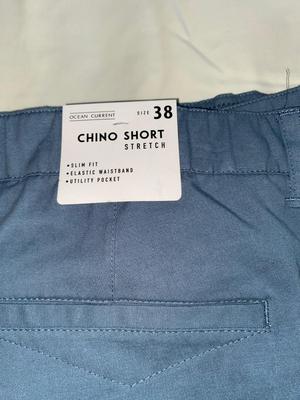 OCEAN CURRENT
SIZE 38
CHINO SHORT
STRETCH
•SLIM FIT
•ELASTIC WAISTBAND
•UTILITY POCKET